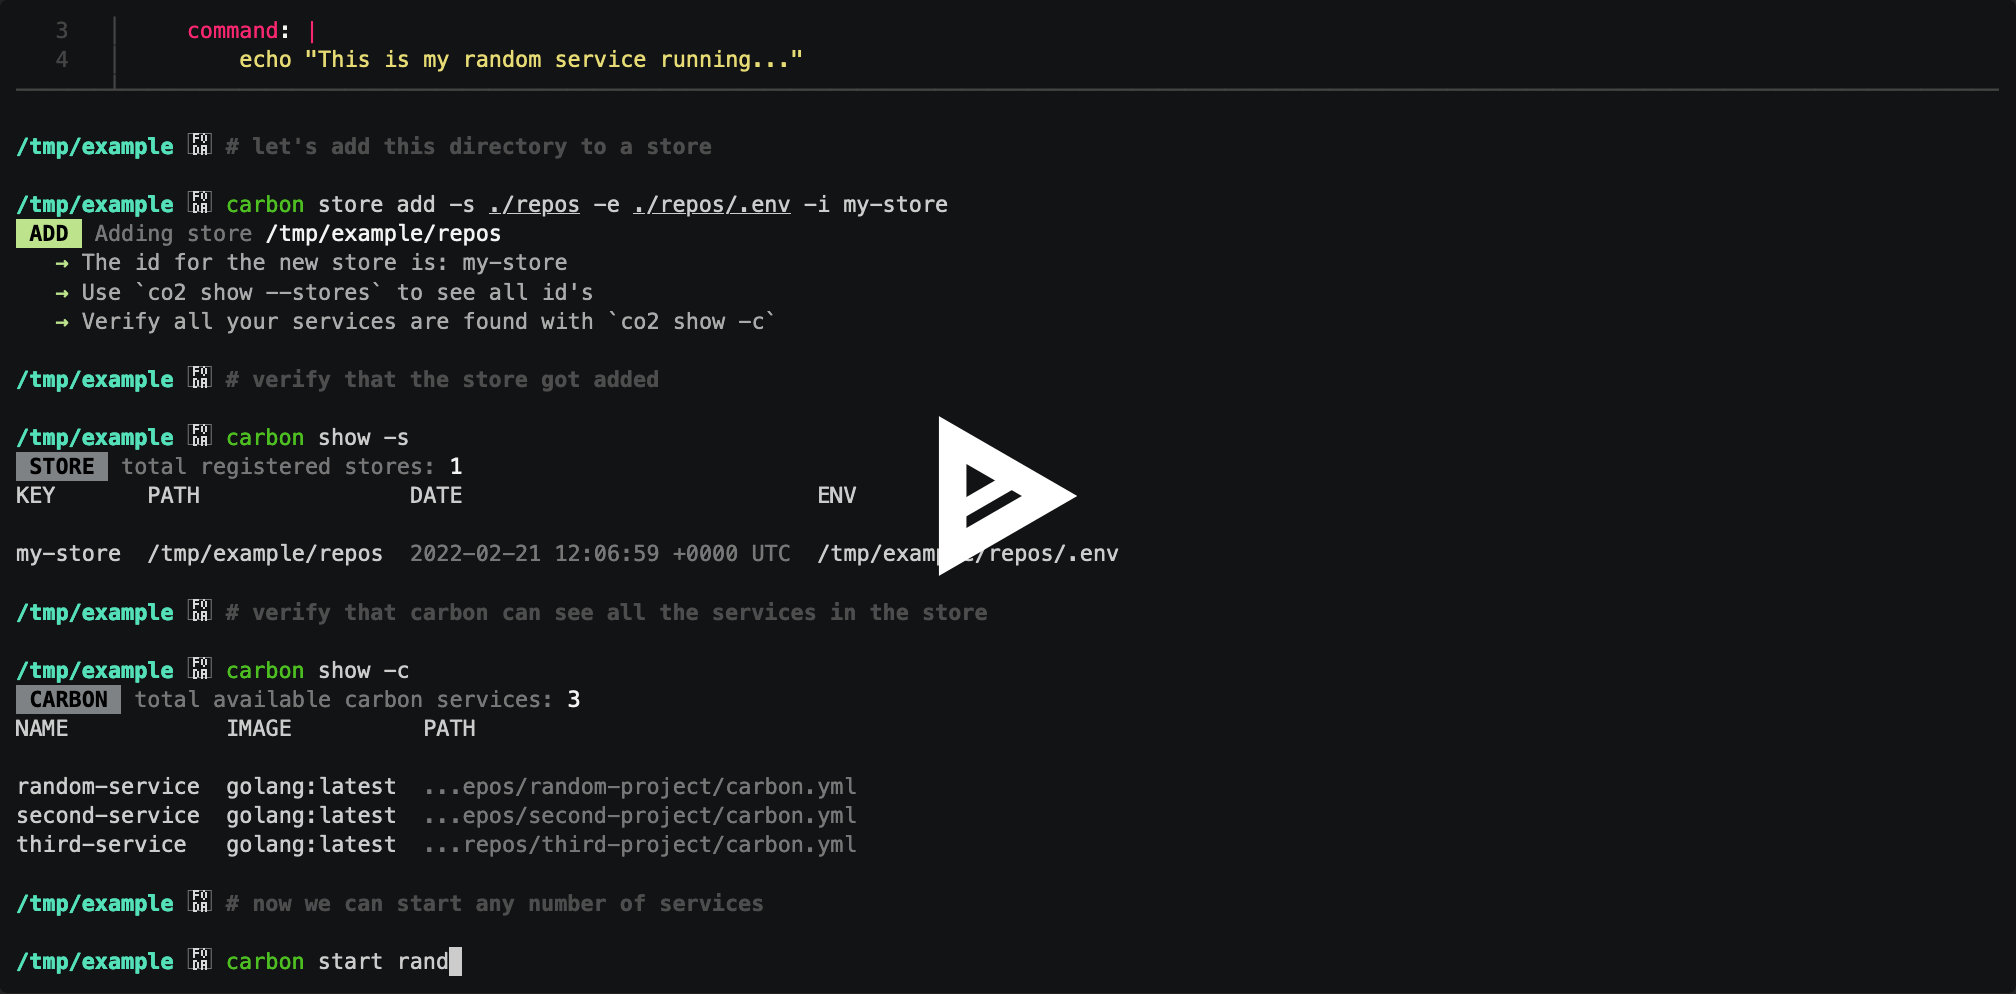 3 command: |
4 echo "This is my random service running..."
/tmp/example # let's add this directory to a store
/tmp/example carbon store add -s ./repos -e ./repos/.env -i my-store
ADD Adding store /tmp/example/repos
→ The id for the new store is: my-store
→ Use `co2 show --stores` to see all id's
→ Verify all your services are found with `co2 show -c`
/tmp/example # verify that the store got added
/tmp/example carbon show -s
STORE total registered stores: 1
KEY PATH DATE ENV
my-store /tmp/example/repos 2022-02-21 12:06:59 +0000 UTC /tmp/example/repos/.env
/tmp/example # verify that carbon can see all the services in the store
/tmp/example carbon show -c
CARBON total available carbon services: 3
NAME IMAGE PATH
random-service golang:latest ...epos/random-project/carbon.yml
second-service golang:latest ...epos/second-project/carbon.yml
third-service golang:latest ...repos/third-project/carbon.yml
/tmp/example # now we can start any number of services
/tmp/example carbon start rand